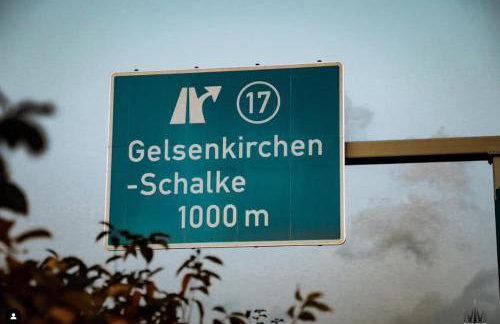 17
Gelsenkirchen
-Schalke
1000 m